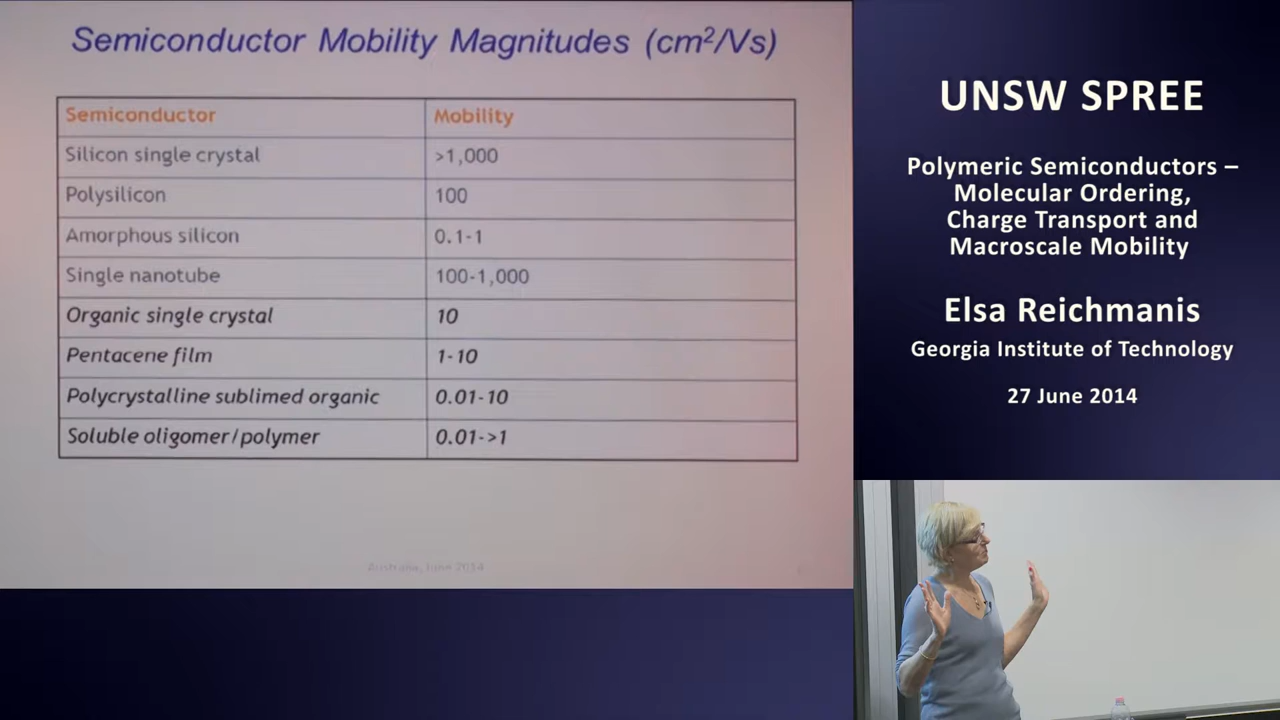 Semiconductor Mobility Magnitudes (cm²/Vs)
Semiconductor Mobility
Silicon single crystal >1,000
Polysilicon 100
Amorphous silicon 0.1-1
Single nanotube 100-1,000
Organic single crystal 10
Pentacene film 1-10
Polycrystalline sublimed organic 0.01-10
Soluble oligomer/polymer 0.01->1
Australia, June 2014
UNSW SPREE
Polymeric Semiconductors –
Molecular Ordering,
Charge Transport and
Macroscale Mobility
Elsa Reichmanis
Georgia Institute of Technology
27 June 2014